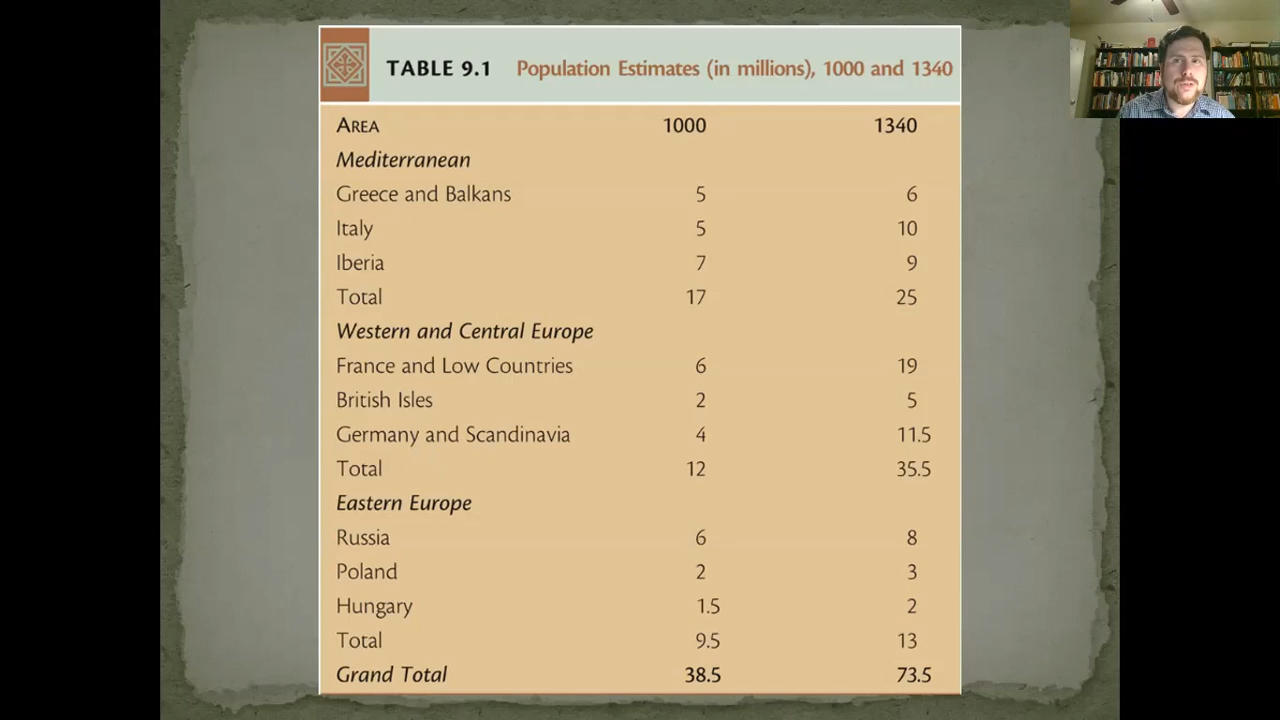 TABLE 9.1 Population Estimates (in millions), 1000 and 1340
AREA 1000 1340
Mediterranean
Greece and Balkans 5 6
Italy 5 10
Iberia 7 9
Total 17 25
Western and Central Europe
France and Low Countries 6 19
British Isles 2 5
Germany and Scandinavia 4 11.5
Total 12 35.5
Eastern Europe
Russia 6 8
Poland 2 3
Hungary 1.5 2
Total 9.5 13
Grand Total 38.5 73.5